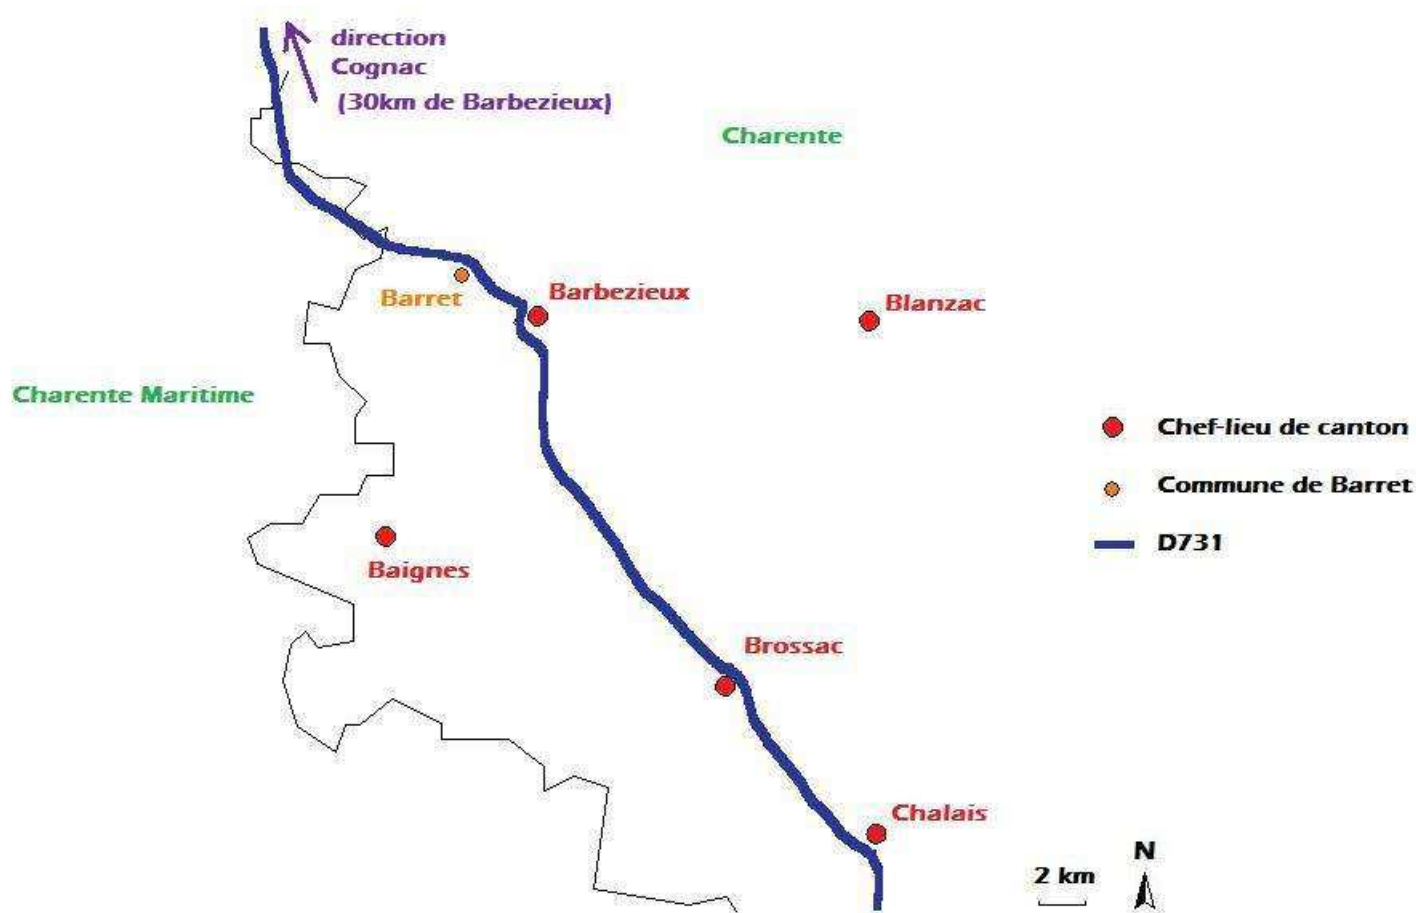 direction
Cognac
(30km de Barbezieux)
Charente
Barret
Barbezieux
Blanzac
Charente Maritime
Chef-lieu de canton
Commune de Barret
D731
Baignes
Brossac
Chalais
2 km
N